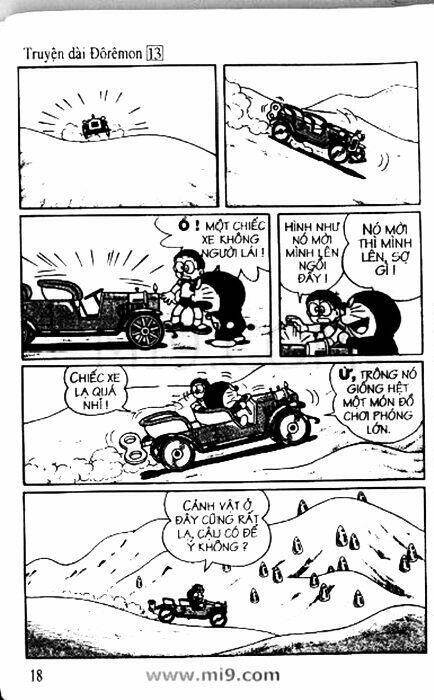 Truyện dài Đôrêmon 13
Ồ! MỘT CHIẾC
XE KHÔNG
NGƯỜI LÁI!
HÌNH NHƯ
NÓ MỜI
MÌNH LÊN
NGỒI
ĐẤY!
NÓ MỜI
THÌ MÌNH
LÊN, SỢ
GÌ!
CHIẾC XE
LẠ QUÁ
NHỈ!
Ừ, TRÔNG NÓ
GIỐNG HỆT
MỘT MÓN ĐỒ
CHƠI PHÓNG
LỚN.
CẢNH VẬT Ở
ĐÂY CŨNG RẤT
LẠ, CẬU CÓ ĐỂ
Ý KHÔNG?
18
www.mi9.com